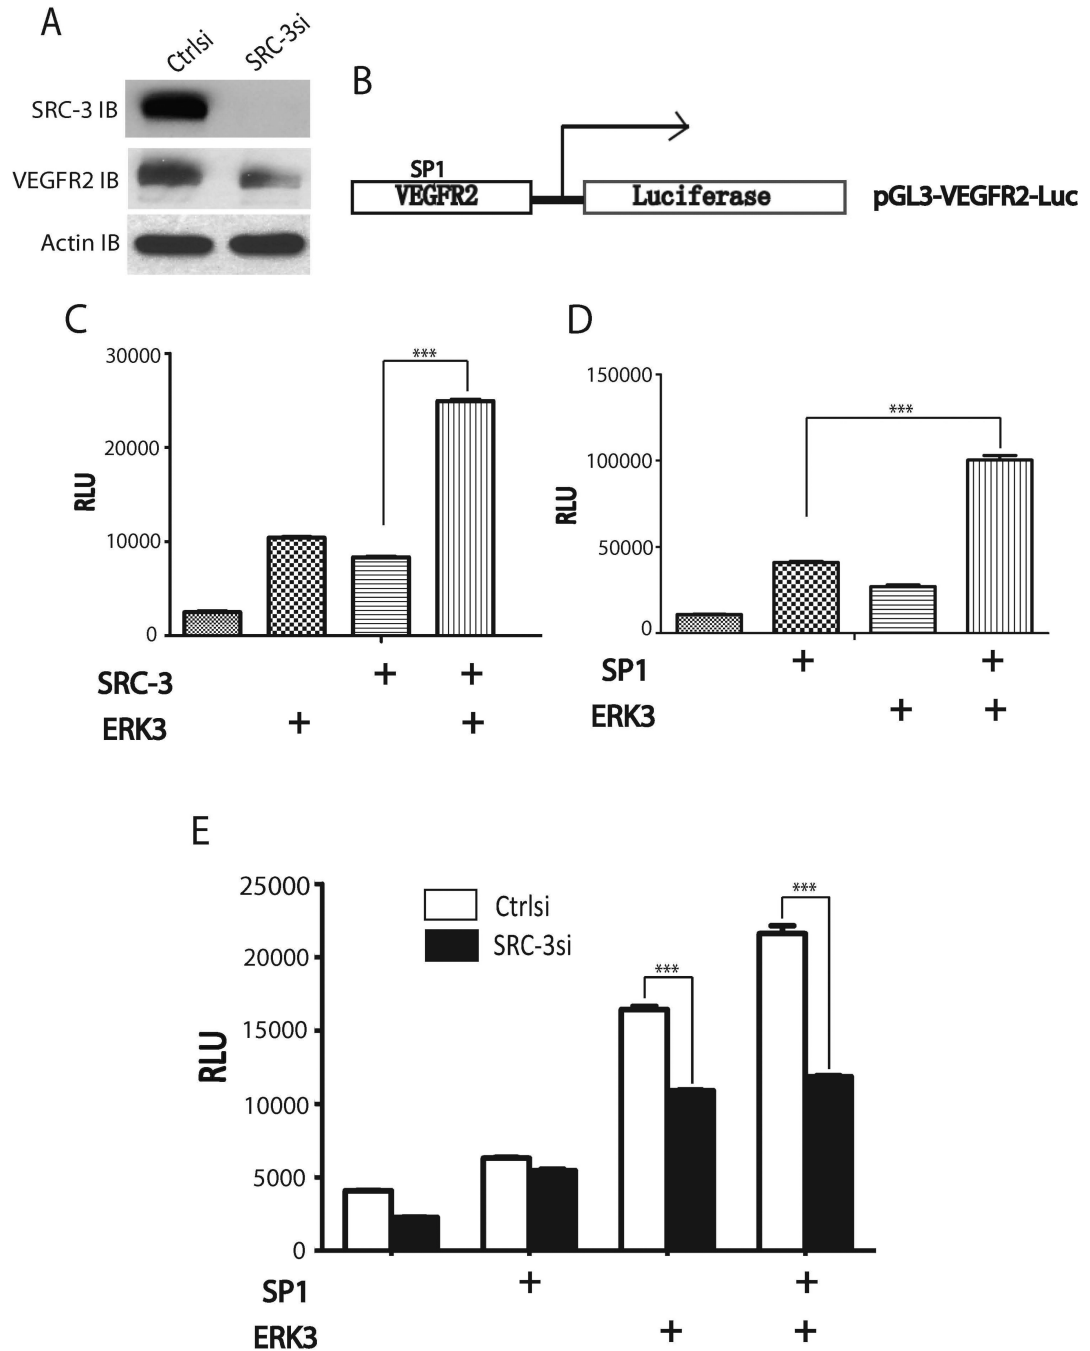 A
Ctrlsi SRC-3si
SRC-3 IB
VEGFR2 IB
Actin IB
B
SP1
VEGFR2 Luciferase pGL3-VEGFR2-Luc
C
30000
20000
10000
0
RLU
***
SRC-3 + +
ERK3 + +
D
150000
100000
50000
0
RLU
***
SP1 + +
ERK3 + +
E
25000
20000
15000
10000
5000
0
RLU
Ctrlsi
SRC-3si
***
***
SP1 + +
ERK3 + +